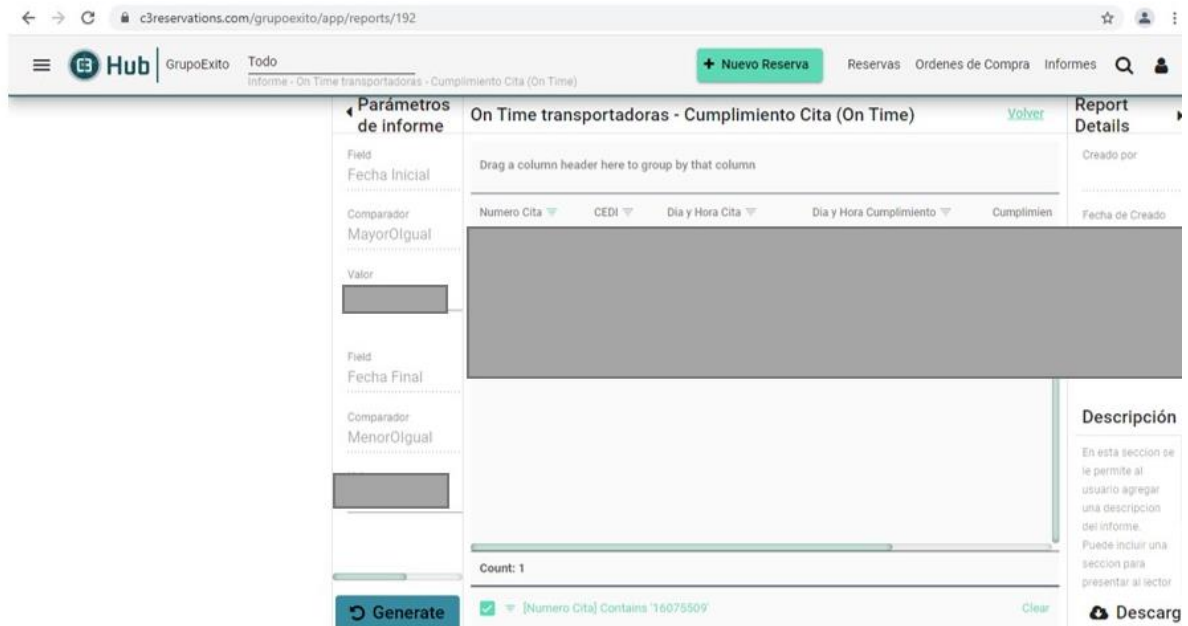 c3reservations.com/grupoexito/app/reports/192
Hub GrupoExito Todo
Informe - On Time transportadoras - Cumplimiento Cita (On Time)
+ Nuevo Reserva Reservas Ordenes de Compra Informes
Parámetros
de informe
Field
Fecha Inicial
Comparador
MayorOIgual
Valor
Field
Fecha Final
Comparador
MenorOIgual
Generate
On Time transportadoras - Cumplimiento Cita (On Time) Volver
Drag a column header here to group by that column
Numero Cita CEDI Dia y Hora Cita Dia y Hora Cumplimiento Cumplimien
Count: 1
[Numero Cita] Contains '16075509' Clear
Report
Details
Creado por
Fecha de Creado
Descripción
En esta seccion se
le permite al
usuario agregar
una descripcion
del informe.
Puede incluir una
seccion para
presentar al lector
Descarg